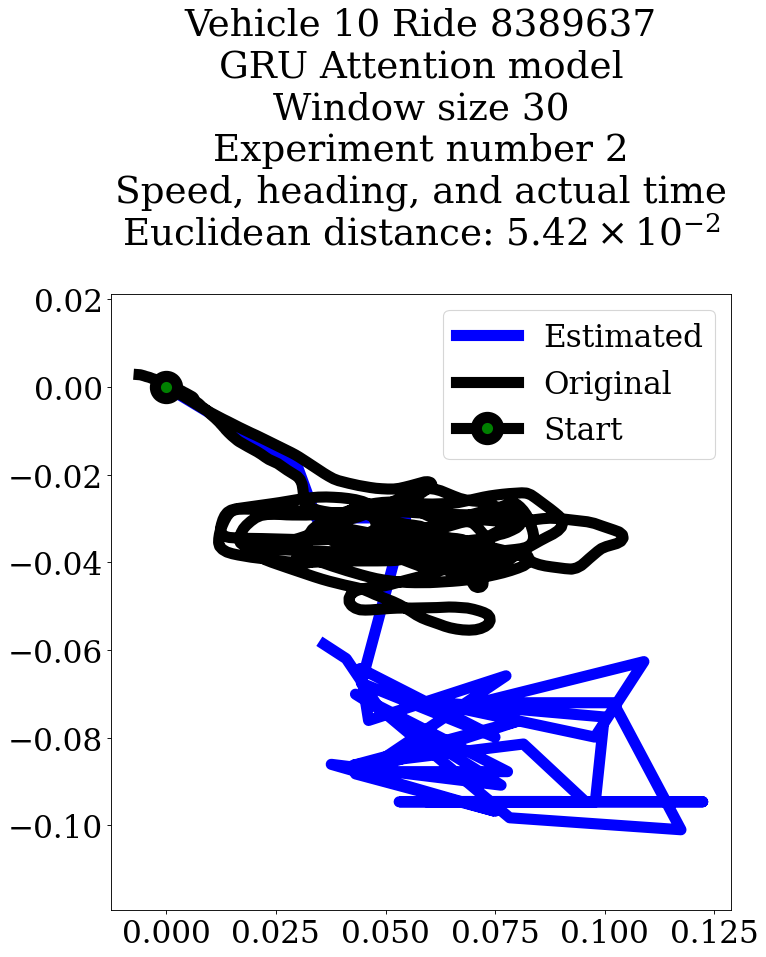 Vehicle 10 Ride 8389637
GRU Attention model
Window size 30
Experiment number 2
Speed, heading, and actual time
Euclidean distance: 5.42 × 10⁻²
Estimated
Original
Start
0.02
0.00
−0.02
−0.04
−0.06
−0.08
−0.10
0.000 0.025 0.050 0.075 0.100 0.125